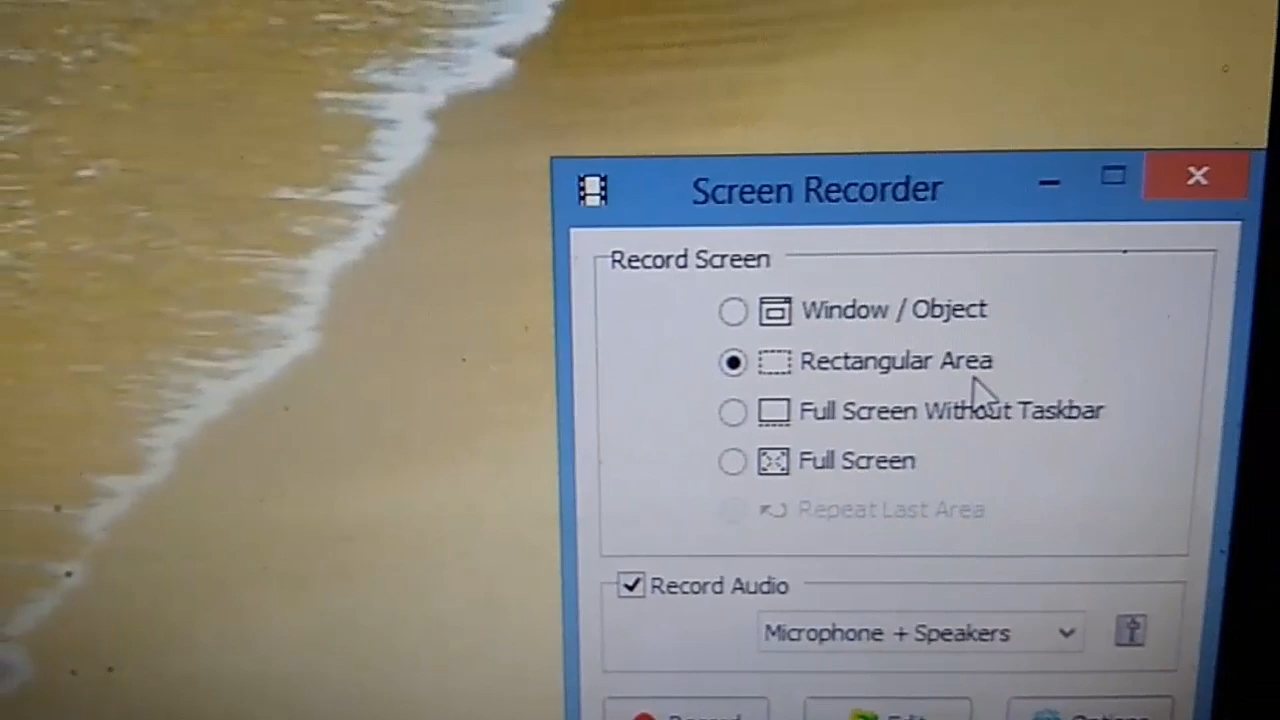 Screen Recorder
Record Screen
Window / Object
Rectangular Area
Full Screen Without Taskbar
Full Screen
Repeat Last Area
Record Audio
Microphone + Speakers